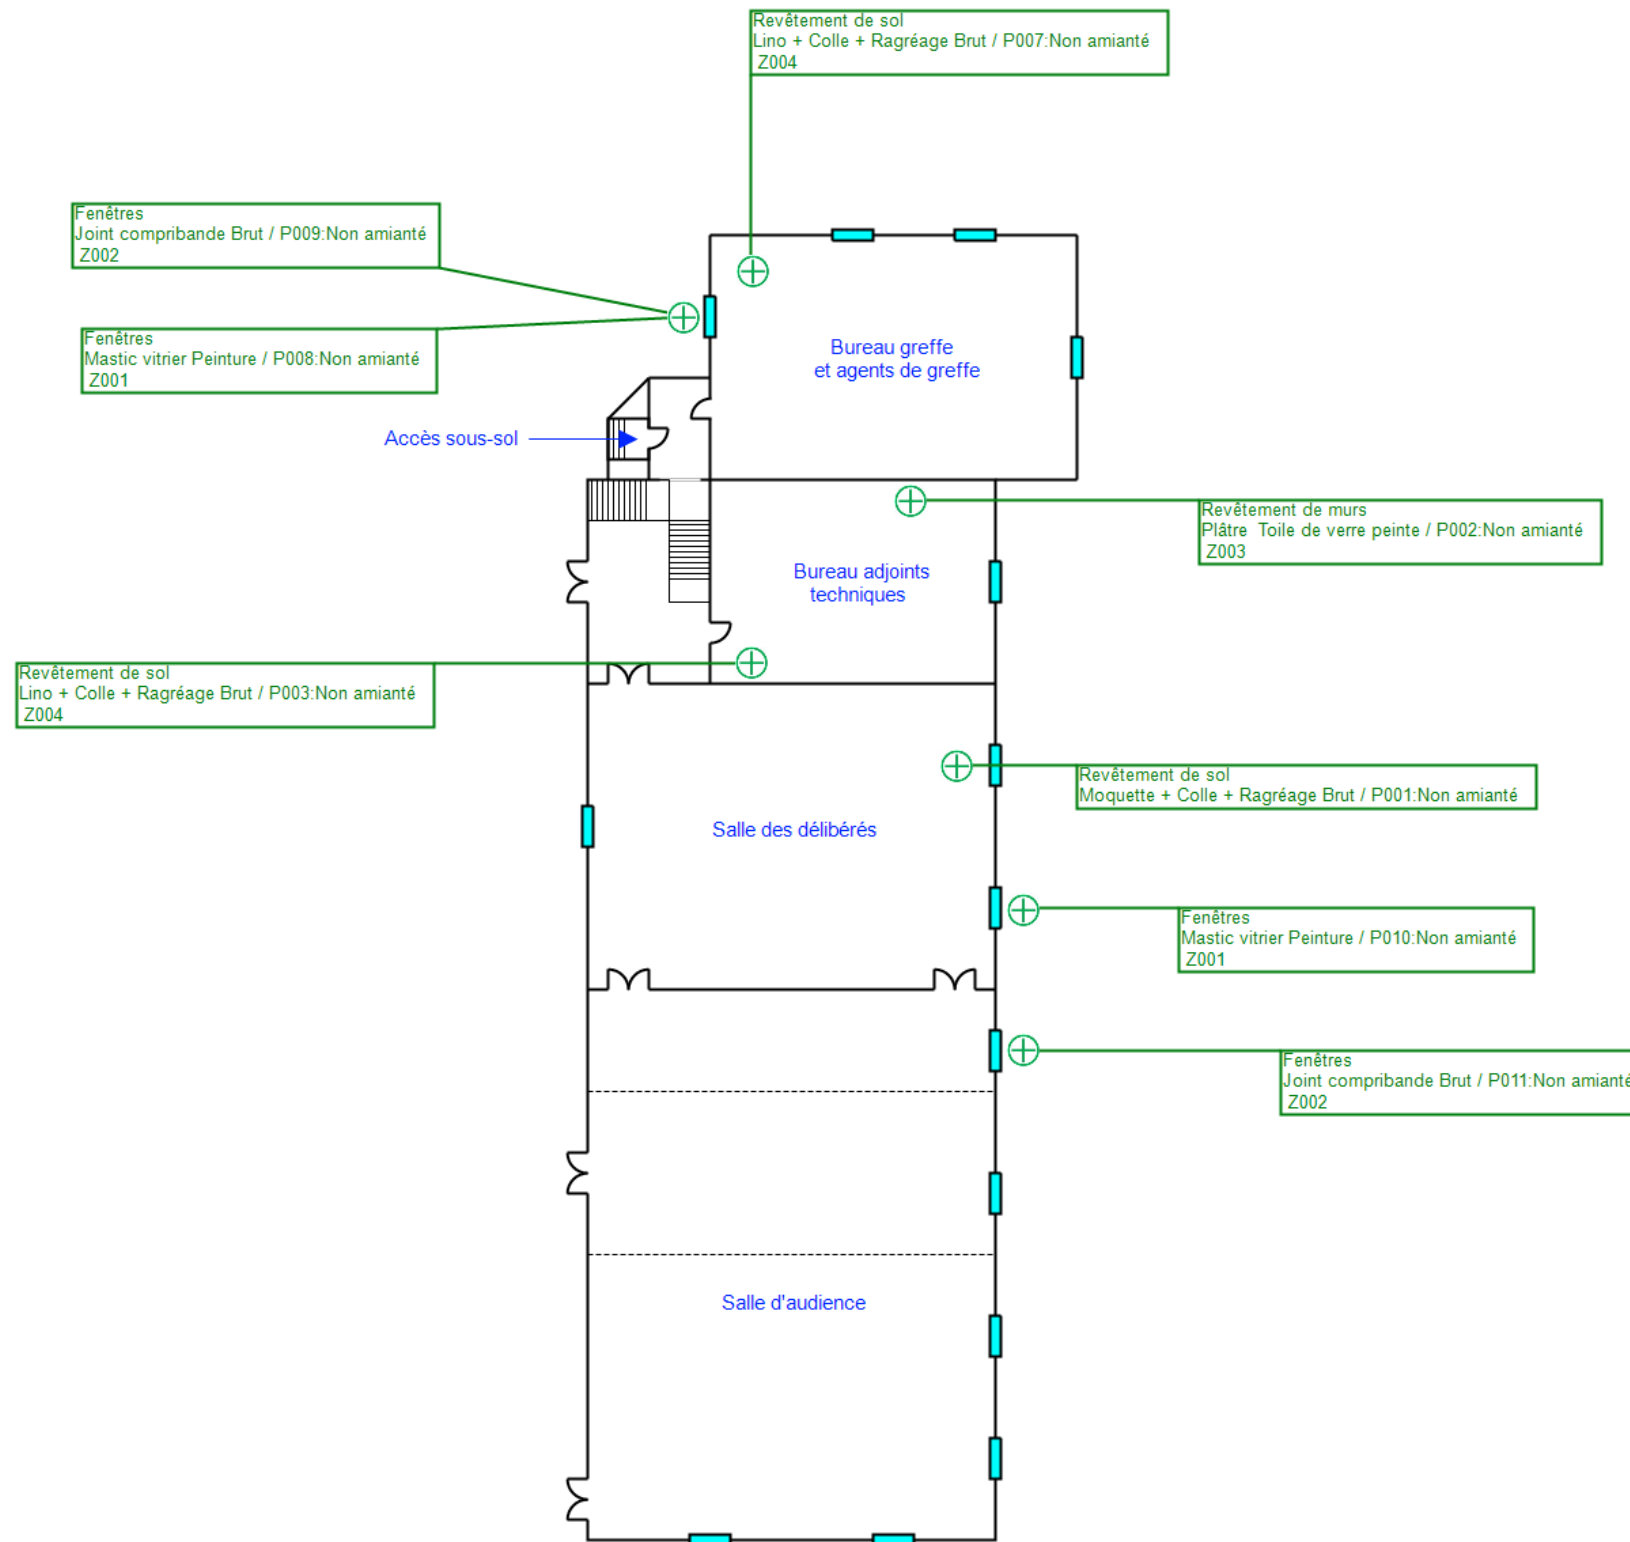 Revêtement de sol
Lino + Colle + Ragréage Brut / P007:Non amianté
Z004
Fenêtres
Joint compribande Brut / P009:Non amianté
Z002
Fenêtres
Mastic vitrier Peinture / P008:Non amianté
Z001
Bureau greffe
et agents de greffe
Accès sous-sol
Revêtement de murs
Plâtre  Toile de verre peinte / P002:Non amianté
Z003
Bureau adjoints
techniques
Revêtement de sol
Lino + Colle + Ragréage Brut / P003:Non amianté
Z004
Revêtement de sol
Moquette + Colle + Ragréage Brut / P001:Non amianté
Salle des délibérés
Fenêtres
Mastic vitrier Peinture / P010:Non amianté
Z001
Fenêtres
Joint compribande Brut / P011:Non amianté
Z002
Salle d'audience